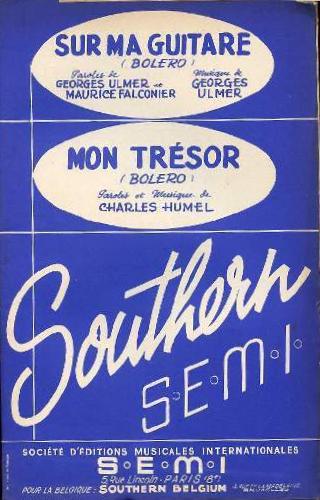 SUR MA GUITARE
(BOLERO)
Paroles de Musique de
GEORGES ULMER et GEORGES
MAURICE FALCONIER ULMER
MON TRÉSOR
(BOLERO)
Paroles et Musique de
CHARLES HUMEL
Southern
S.E.M.I.
SOCIÉTÉ D'ÉDITIONS MUSICALES INTERNATIONALES
S.E.M.I
5, Rue Lincoln - PARIS (8e)
POUR LA BELGIQUE: SOUTHERN BELGIUM